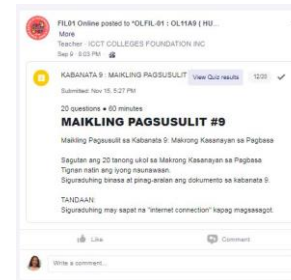 FIL01 Online posted to "OLFIL-01 : OL11A9 ( HU...
More
Teacher · ICCT COLLEGES FOUNDATION INC
Sep 9 · 8:03 PM
KABANATA 9 : MAIKLING PAGSUSULIT
View Quiz results
12/20
Submitted: Nov 15, 5:27 PM
20 questions • 60 minutes
MAIKLING PAGSUSULIT #9
Maikling Pagsusulit sa Kabanata 9: Makrong Kasanayan sa Pagbasa
Sagutan ang 20 tanong ukol sa Makrong Kasanayan sa Pagbasa
Tignan natin ang iyong naunawaan.
Siguraduhing binasa at pinag-aralan ang dokumento sa kabanata 9.
TANDAAN:
Siguraduhing may sapat na "internet connection" kapag magsasagot.
Like
Comment
Write a comment...